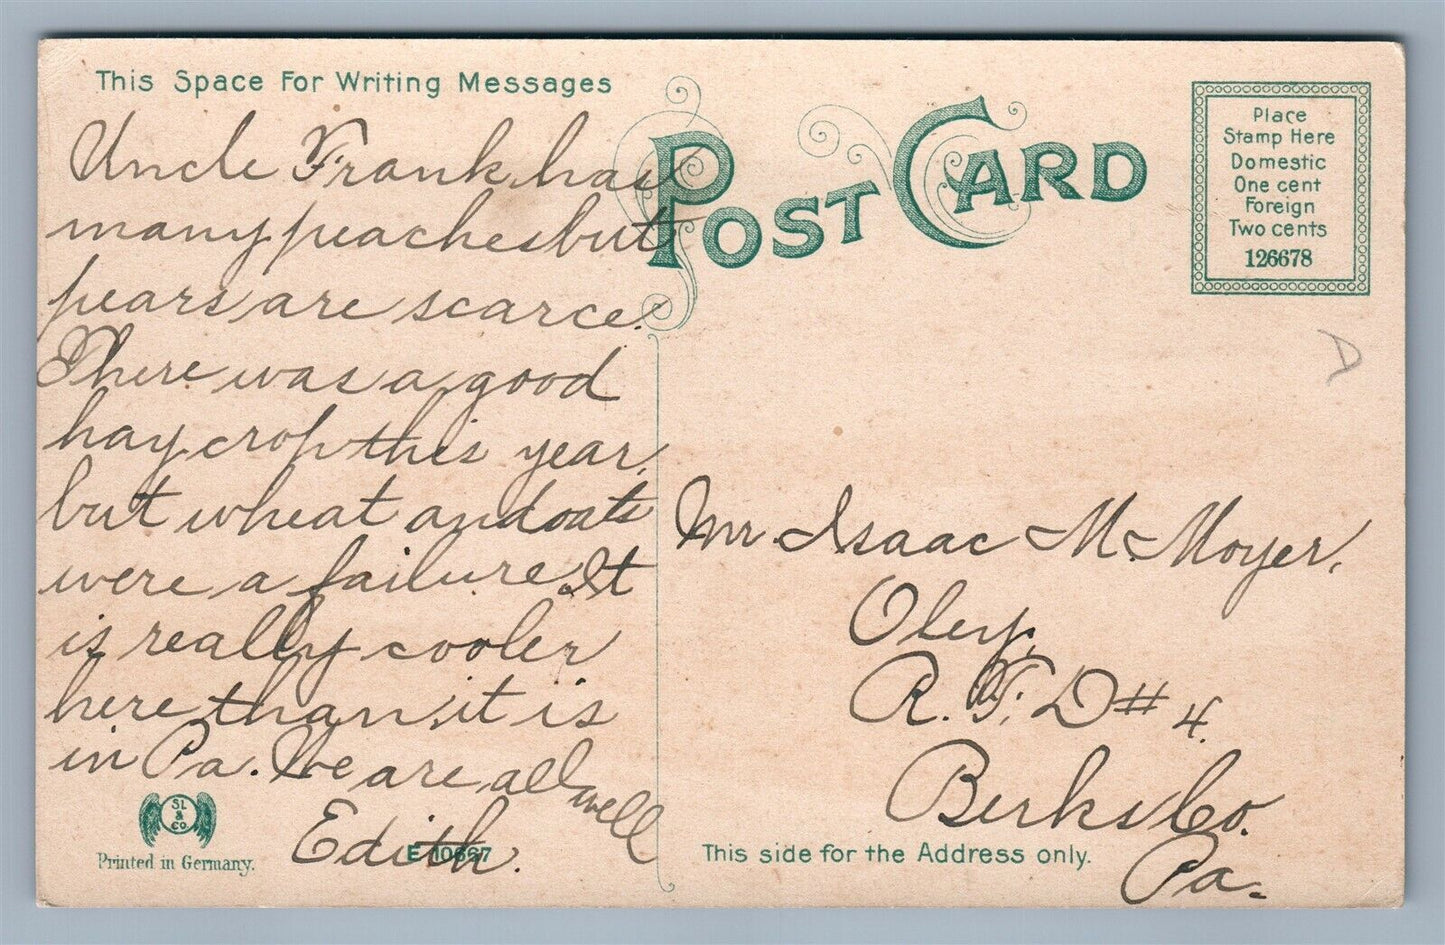 This Space For Writing Messages
Uncle Frank has
many peaches but
pears are scarce.
There was a good
hay crop this year,
but wheat and oats
were a failure. It
is really cooler
here than it is
in Pa. We are all well
Edith.
E 10667
SL
&
Co
Printed in Germany.
POST CARD
Place
Stamp Here
Domestic
One cent
Foreign
Two cents
126678
D
Mr. Isaac M. Moyer,
Oley,
R. F. D # 4.
Berks Co.
Pa.
This side for the Address only.